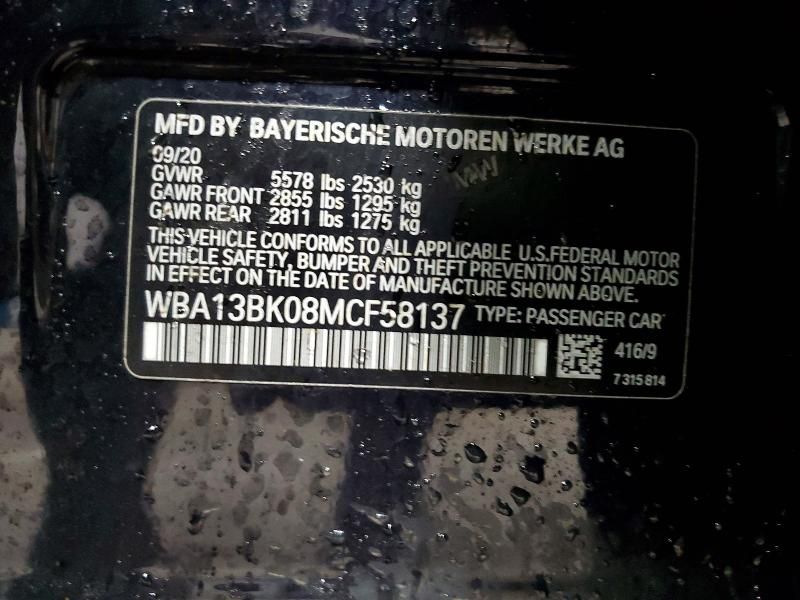 MFD BY BAYERISCHE MOTOREN WERKE AG
09/20
GVWR 5578 lbs 2530 kg
GAWR FRONT 2855 lbs 1295 kg
GAWR REAR 2811 lbs 1275 kg
THIS VEHICLE CONFORMS TO ALL APPLICABLE U.S.FEDERAL MOTOR
VEHICLE SAFETY, BUMPER AND THEFT PREVENTION STANDARDS
IN EFFECT ON THE DATE OF MANUFACTURE SHOWN ABOVE.
WBA13BK08MCF58137 TYPE: PASSENGER CAR
416/9
7 315 814